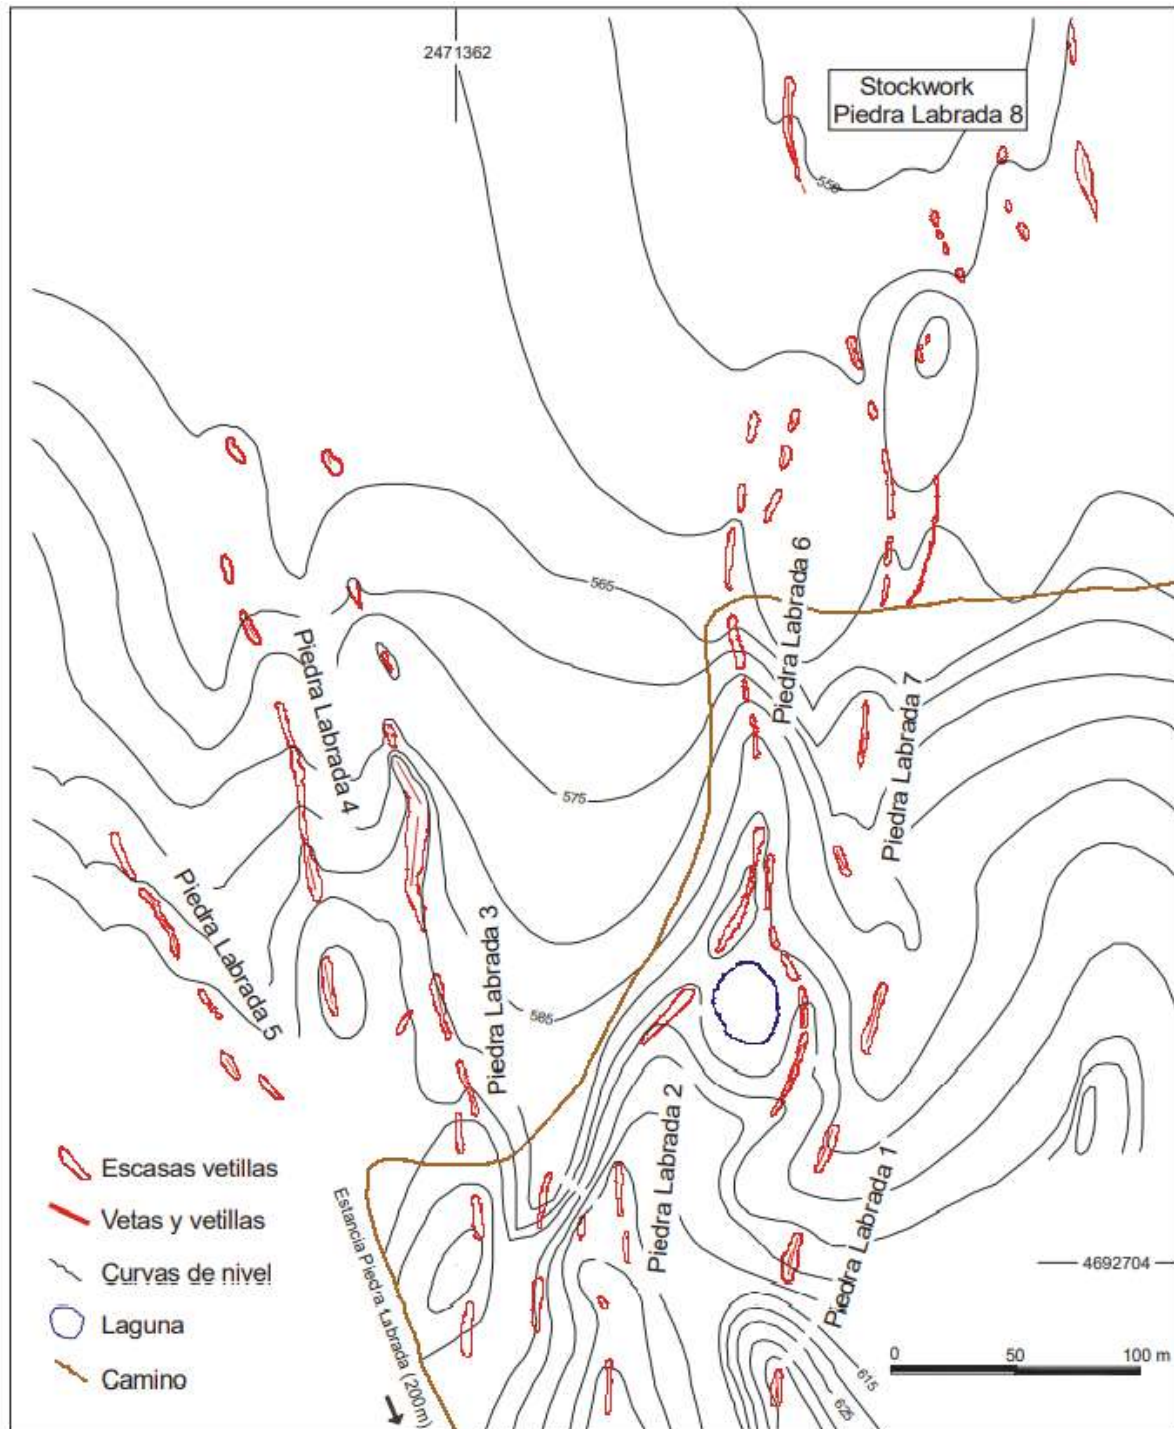 2471362
Stockwork
Piedra Labrada 8
550
565
Piedra Labrada 6
Piedra Labrada 4
Piedra Labrada 7
575
Piedra Labrada 5
Piedra Labrada 3
585
Piedra Labrada 2
Piedra Labrada 1
Escasas vetillas
Vetas y vetillas
Curvas de nivel
Laguna
Camino
Estancia Piedra Labrada (200m)
4692704
0 50 100 m
615
625